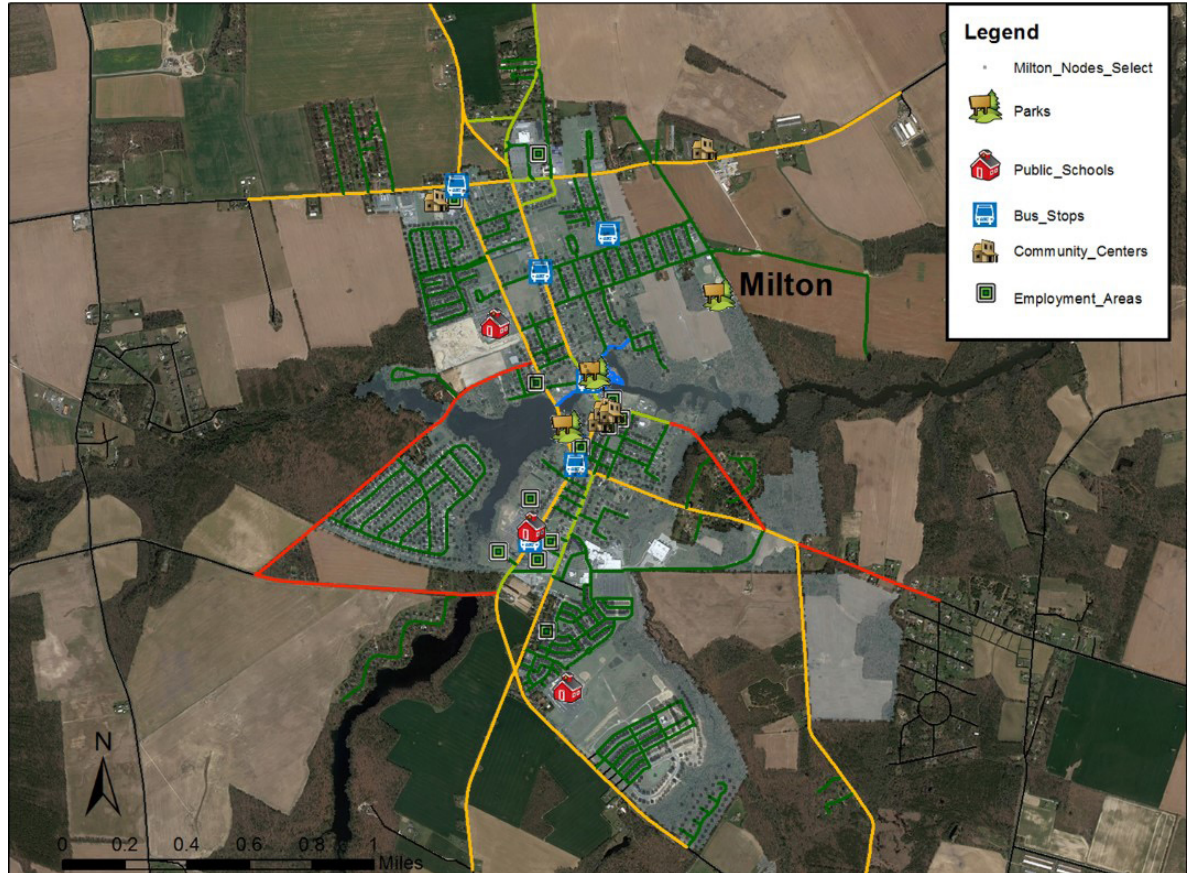 Legend
Milton_Nodes_Select
Parks
Public_Schools
Bus_Stops
Community_Centers
Employment_Areas
Milton
N
0 0.2 0.4 0.6 0.8 1
Miles